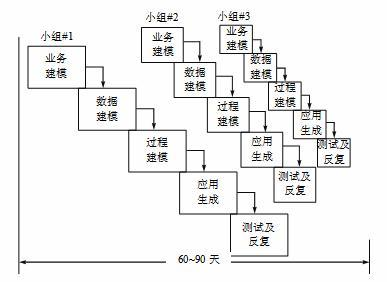 小组#1
业务
建模
数据
建模
过程
建模
应用
生成
测试及
反复
小组#2
业务
建模
数据
建模
过程
建模
应用
生成
测试及
反复
小组#3
业务
建模
数据
建模
过程
建模
应用
生成
测试及
反复
60~90 天